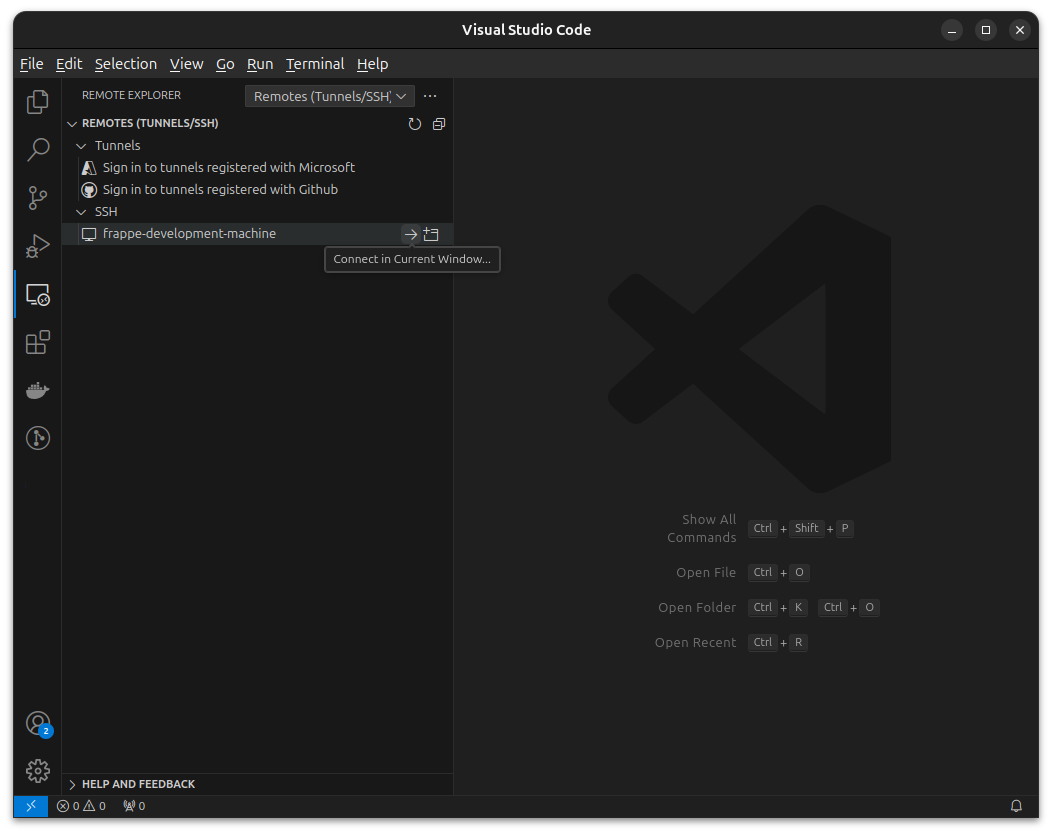 Visual Studio Code
File Edit Selection View Go Run Terminal Help
REMOTE EXPLORER
Remotes (Tunnels/SSH)
REMOTES (TUNNELS/SSH)
Tunnels
Sign in to tunnels registered with Microsoft
Sign in to tunnels registered with Github
SSH
frappe-development-machine
Connect in Current Window...
Show All
Commands
Ctrl + Shift + P
Open File Ctrl + O
Open Folder Ctrl + K Ctrl + O
Open Recent Ctrl + R
2
HELP AND FEEDBACK
0 0 0